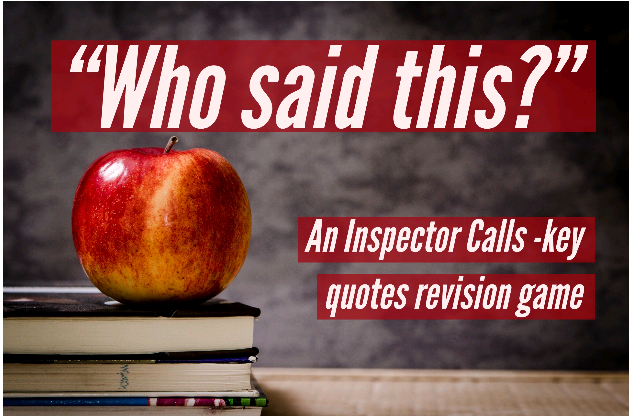 “Who said this?”
An Inspector Calls -key
quotes revision game